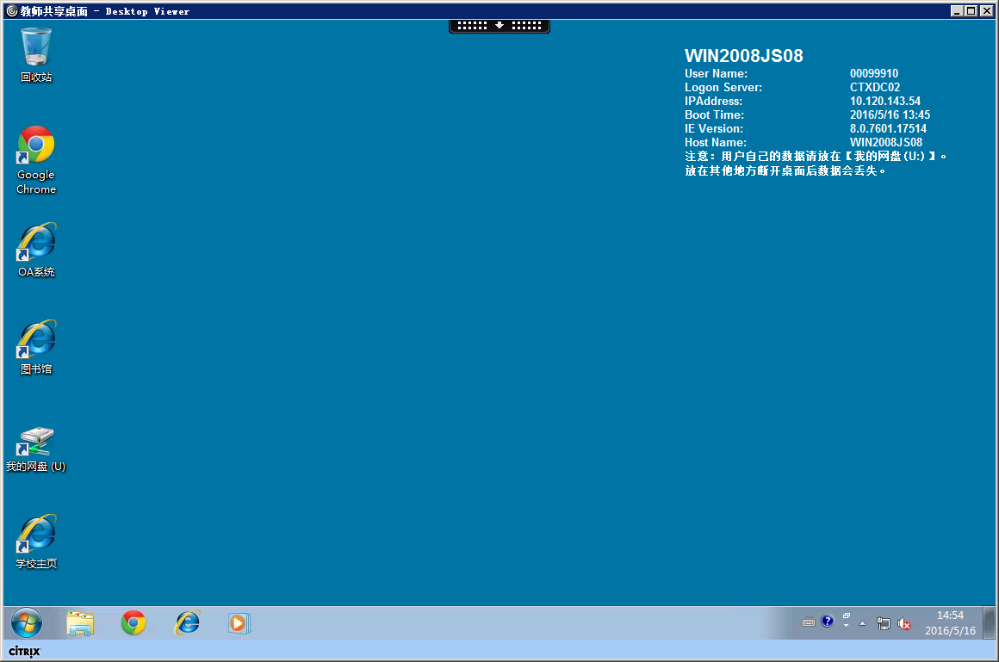 教师共享桌面 - Desktop Viewer
回收站
Google
Chrome
OA系统
图书馆
我的网盘 (U)
学校主页
WIN2008JS08
User Name: 00099910
Logon Server: CTXDC02
IPAddress: 10.120.143.54
Boot Time: 2016/5/16 13:45
IE Version: 8.0.7601.17514
Host Name: WIN2008JS08
注意：用户自己的数据请放在【我的网盘(U:)】。
放在其他地方断开桌面后数据会丢失。
14:54
2016/5/16
CITRIX